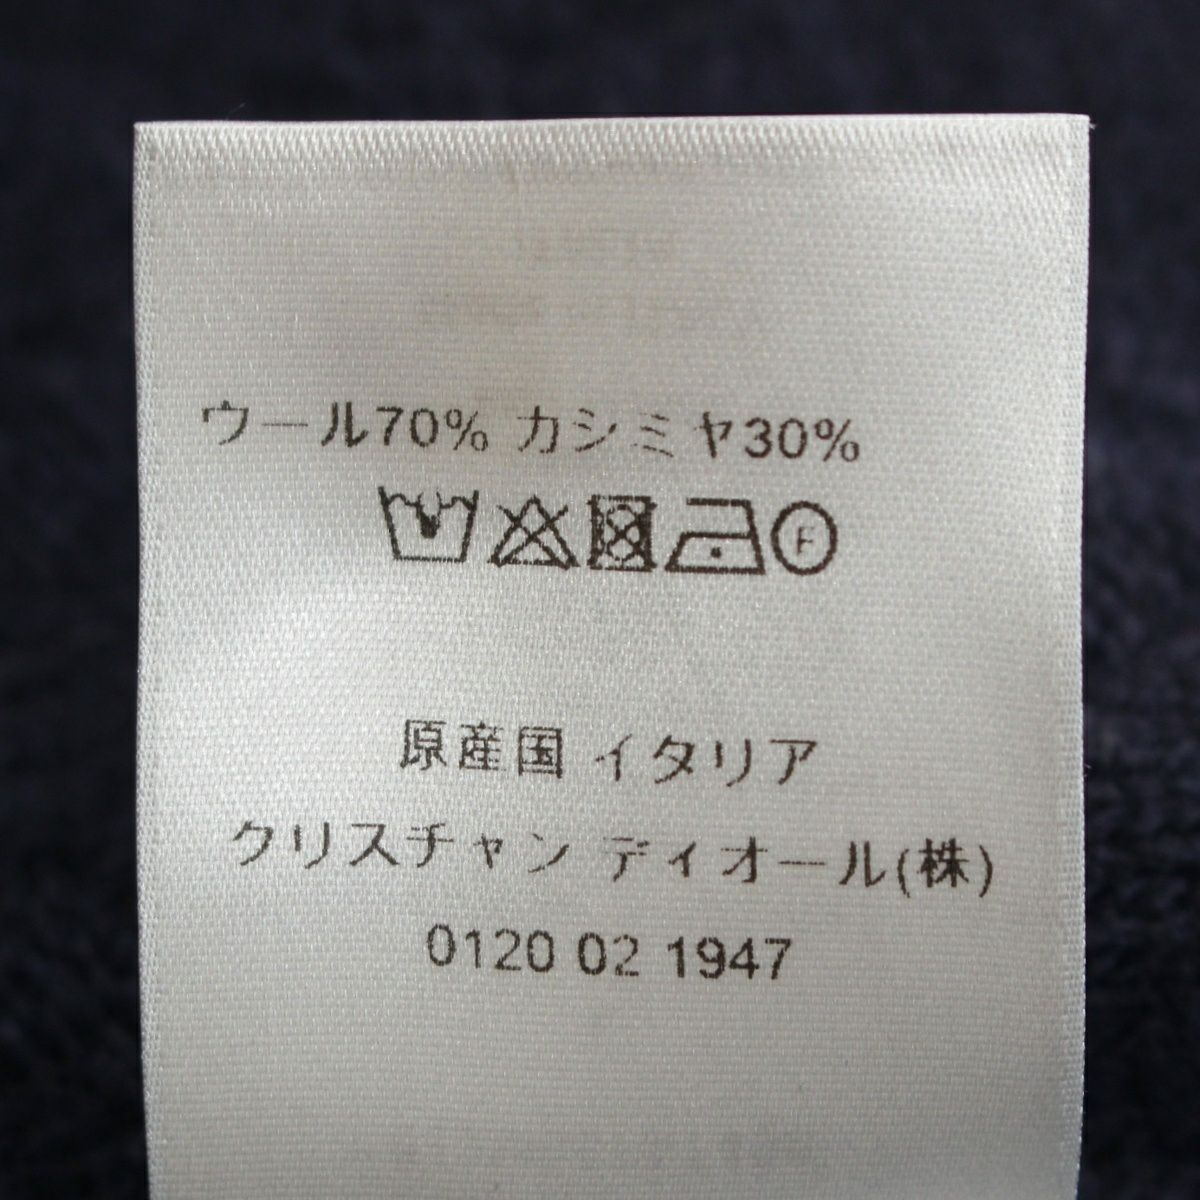 ウール70% カシミヤ30%
F
原産国 イタリア
クリスチャン ディオール(株)
0120 02 1947